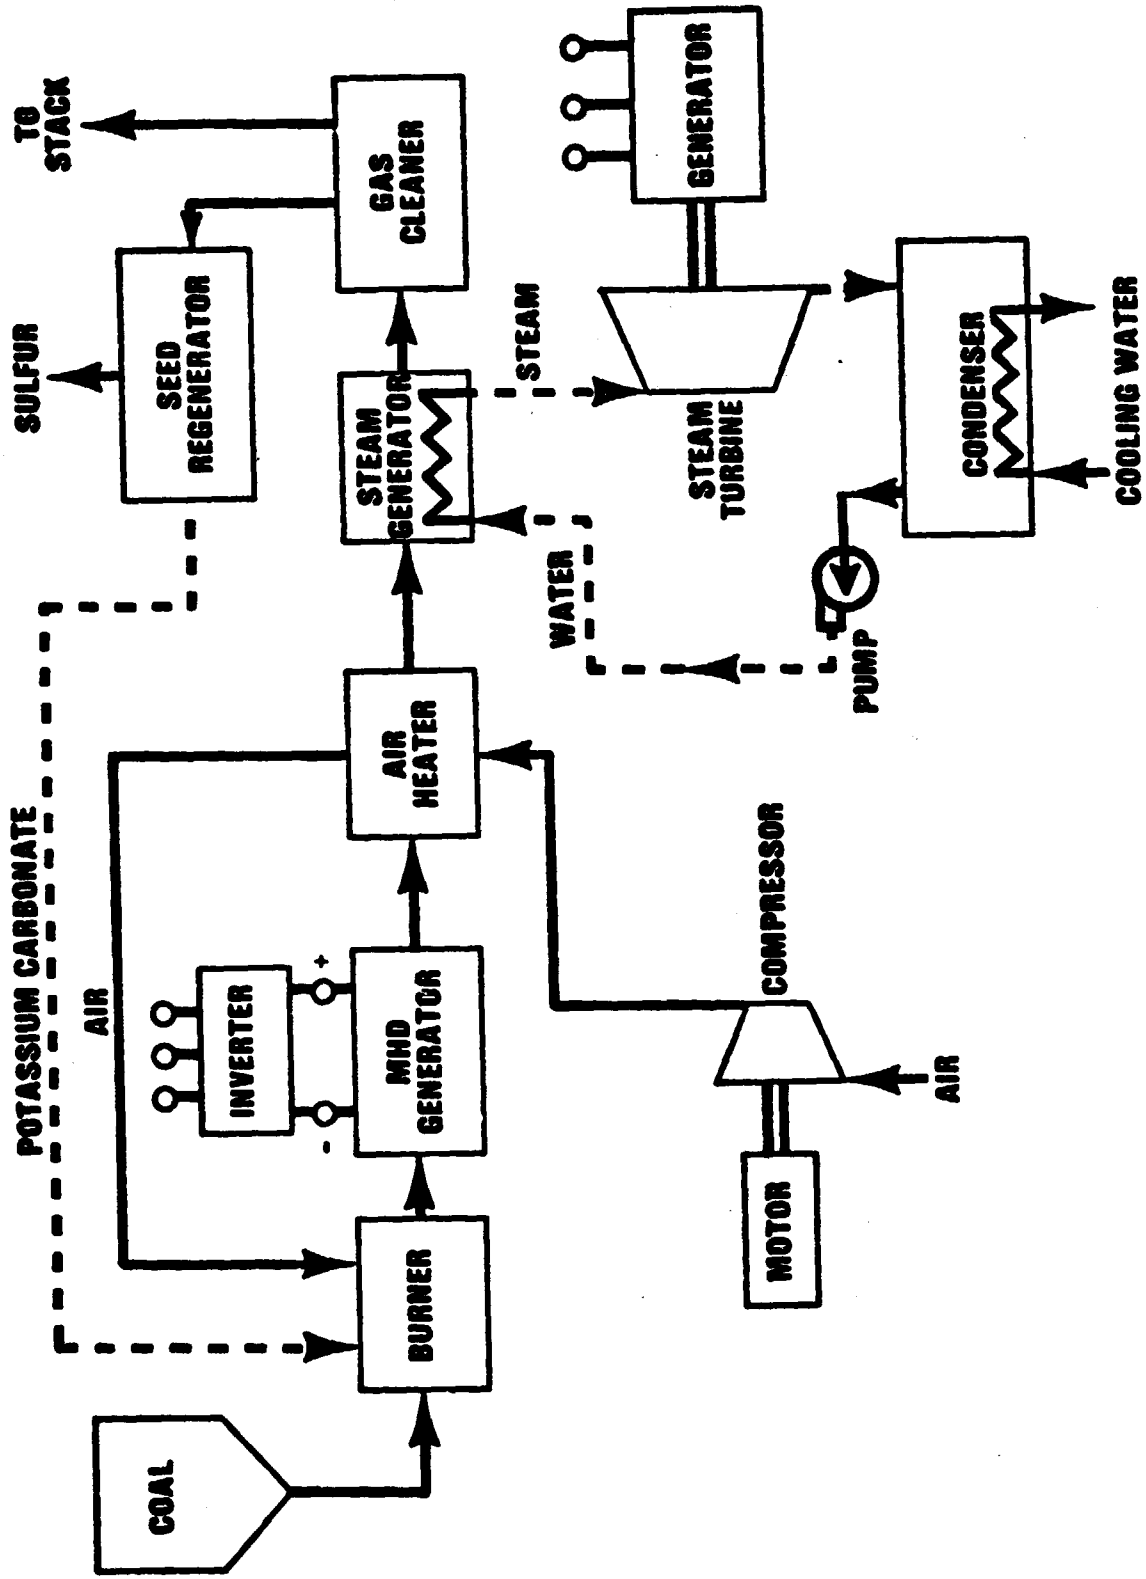 COAL
BURNER
POTASSIUM CARBONATE
AIR
INVERTER
-
+
MHD
GENERATOR
AIR
HEATER
STEAM
GENERATOR
GAS
CLEANER
SULFUR
SEED
REGENERATOR
TO
STACK
MOTOR
COMPRESSOR
AIR
WATER
STEAM
PUMP
STEAM
TURBINE
GENERATOR
CONDENSER
COOLING WATER